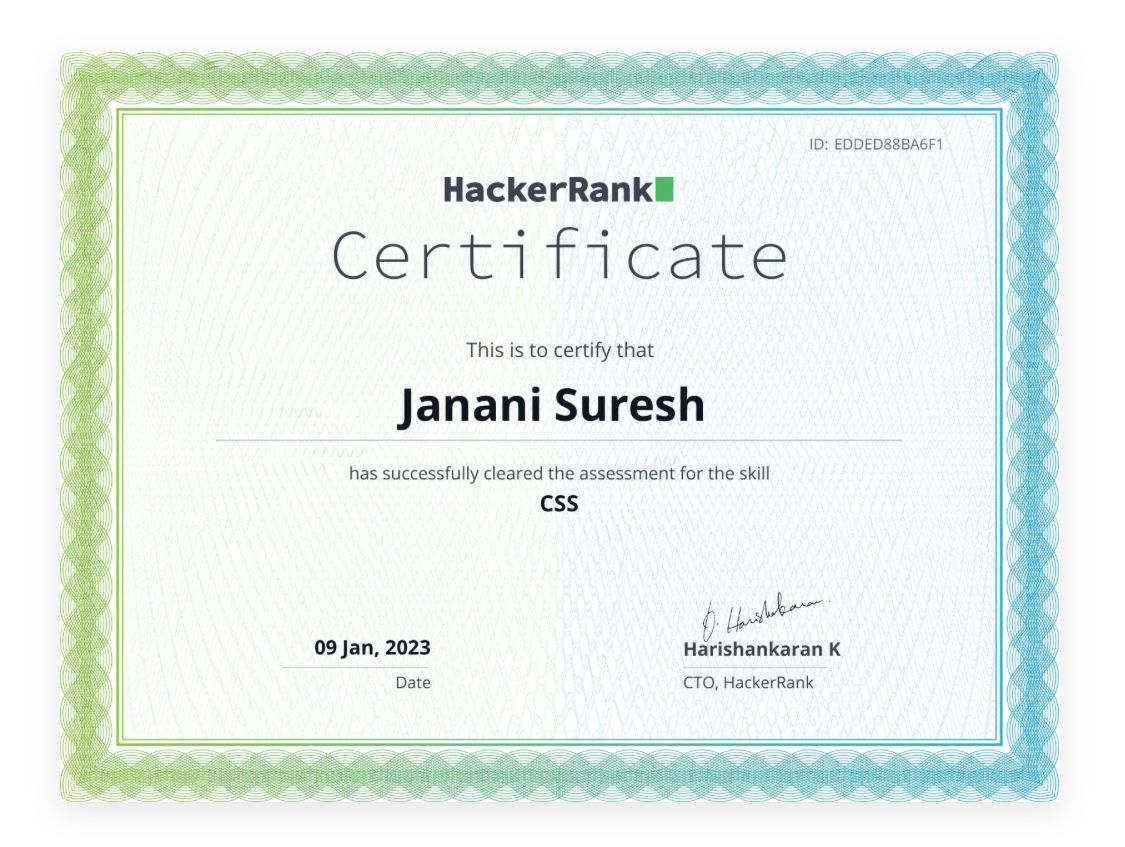 ID: EDDED88BA6F1
HackerRank
Certificate
This is to certify that
Janani Suresh
has successfully cleared the assessment for the skill
CSS
09 Jan, 2023
Date
Harishankaran K
CTO, HackerRank